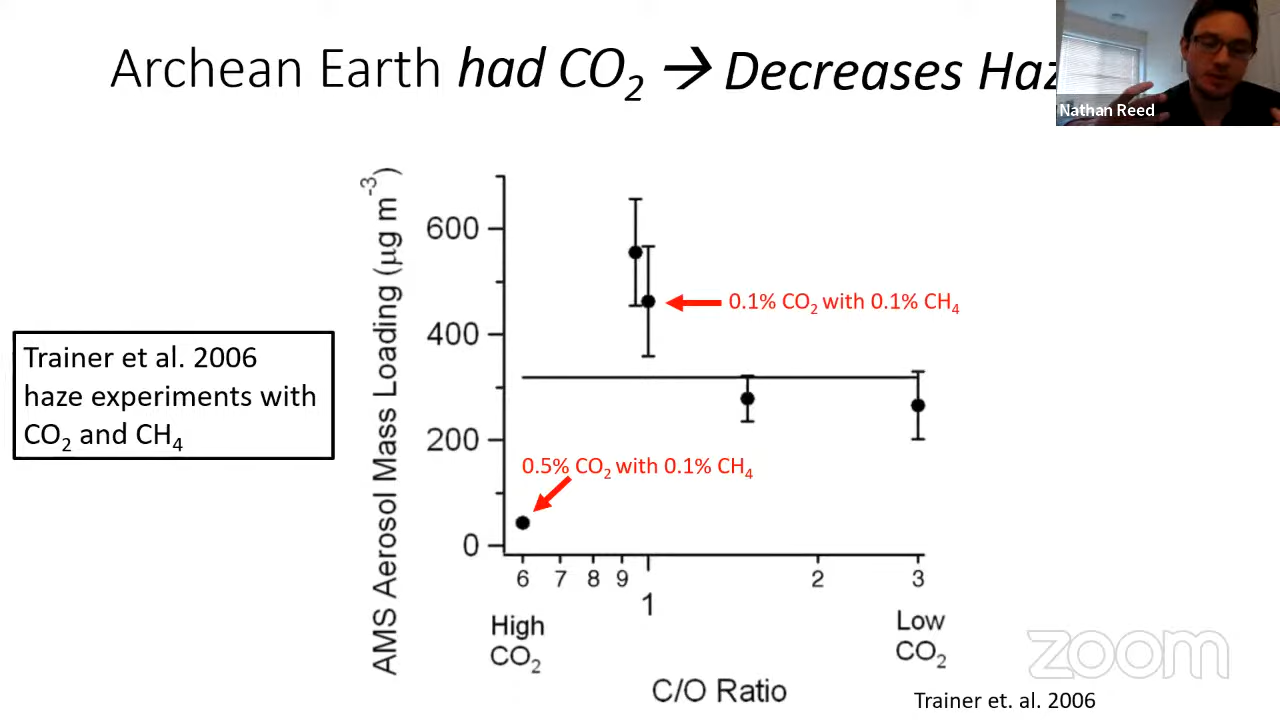 Archean Earth had CO2 → Decreases Haz
Nathan Reed
Trainer et al. 2006
haze experiments with
CO2 and CH4
AMS Aerosol Mass Loading (μg m-3)
600
400
200
0
0.1% CO2 with 0.1% CH4
0.5% CO2 with 0.1% CH4
6 7 8 9 1 2 3
High
CO2
Low
CO2
C/O Ratio
zoom
Trainer et. al. 2006